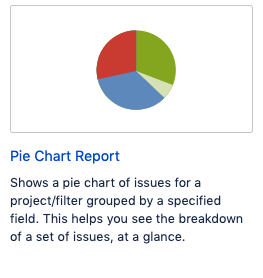 Pie Chart Report
Shows a pie chart of issues for a
project/filter grouped by a specified
field. This helps you see the breakdown
of a set of issues, at a glance.